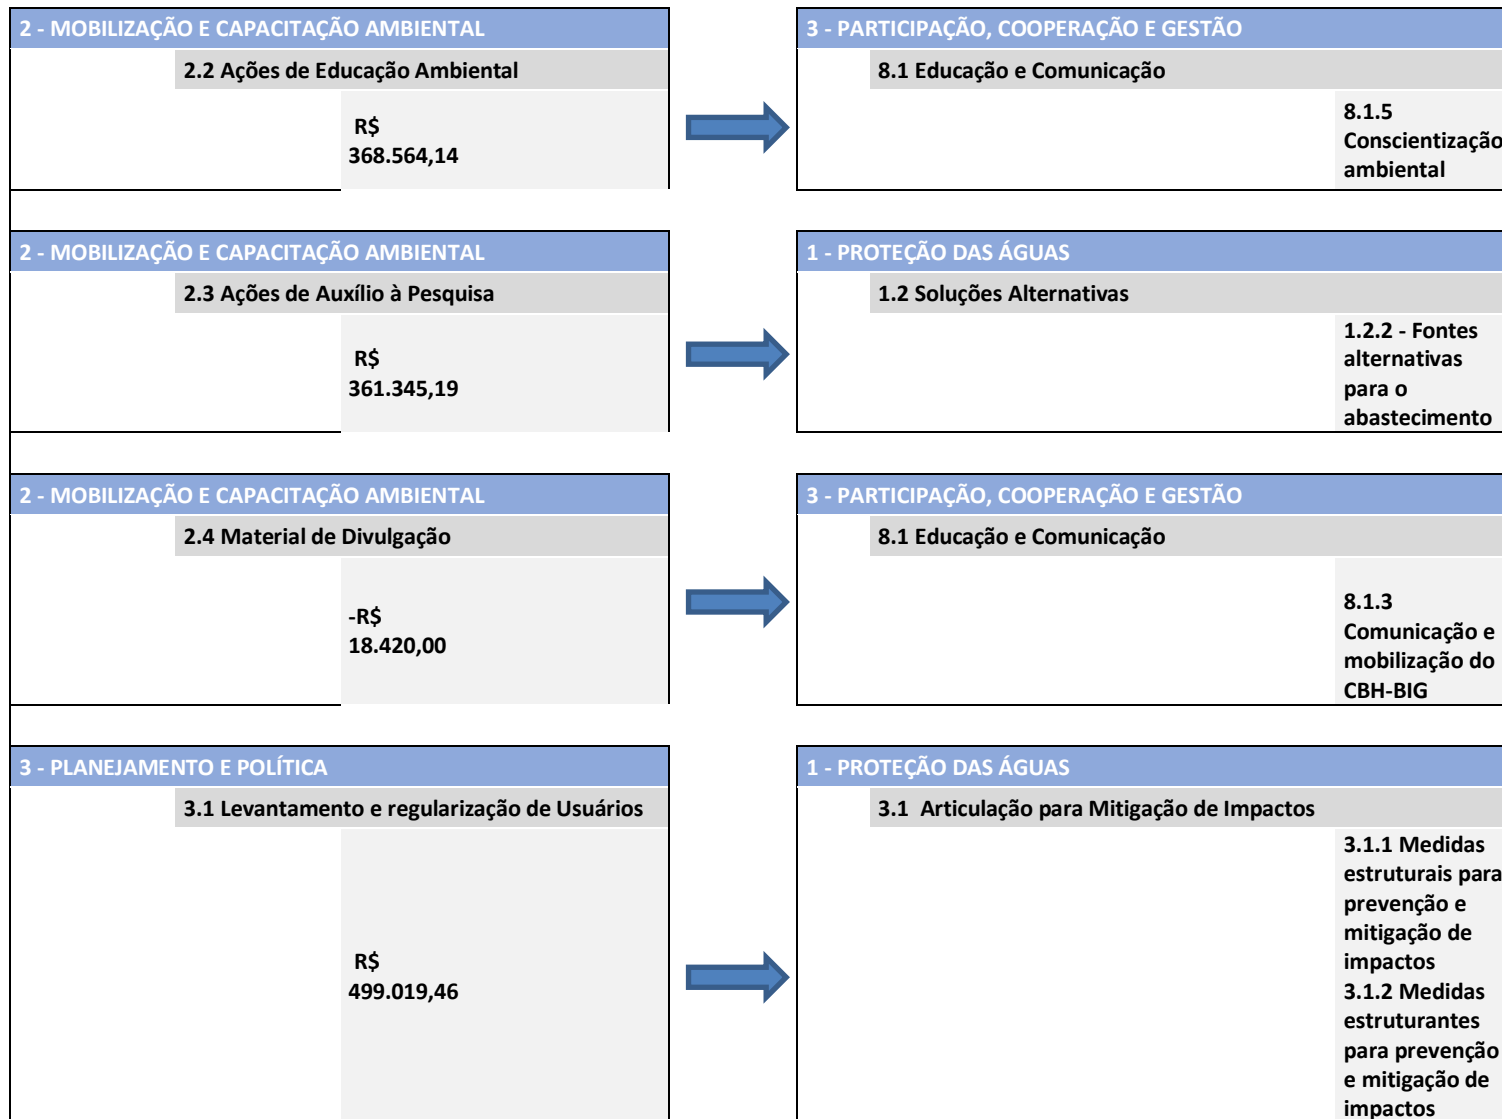 2 - MOBILIZAÇÃO E CAPACITAÇÃO AMBIENTAL
2.2 Ações de Educação Ambiental
R$
368.564,14
3 - PARTICIPAÇÃO, COOPERAÇÃO E GESTÃO
8.1 Educação e Comunicação
8.1.5
Conscientização
ambiental
2 - MOBILIZAÇÃO E CAPACITAÇÃO AMBIENTAL
2.3 Ações de Auxílio à Pesquisa
R$
361.345,19
1 - PROTEÇÃO DAS ÁGUAS
1.2 Soluções Alternativas
1.2.2 - Fontes
alternativas
para o
abastecimento
2 - MOBILIZAÇÃO E CAPACITAÇÃO AMBIENTAL
2.4 Material de Divulgação
-R$
18.420,00
3 - PARTICIPAÇÃO, COOPERAÇÃO E GESTÃO
8.1 Educação e Comunicação
8.1.3
Comunicação e
mobilização do
CBH-BIG
3 - PLANEJAMENTO E POLÍTICA
3.1 Levantamento e regularização de Usuários
R$
499.019,46
1 - PROTEÇÃO DAS ÁGUAS
3.1  Articulação para Mitigação de Impactos
3.1.1 Medidas
estruturais para
prevenção e
mitigação de
impactos
3.1.2 Medidas
estruturantes
para prevenção
e mitigação de
impactos